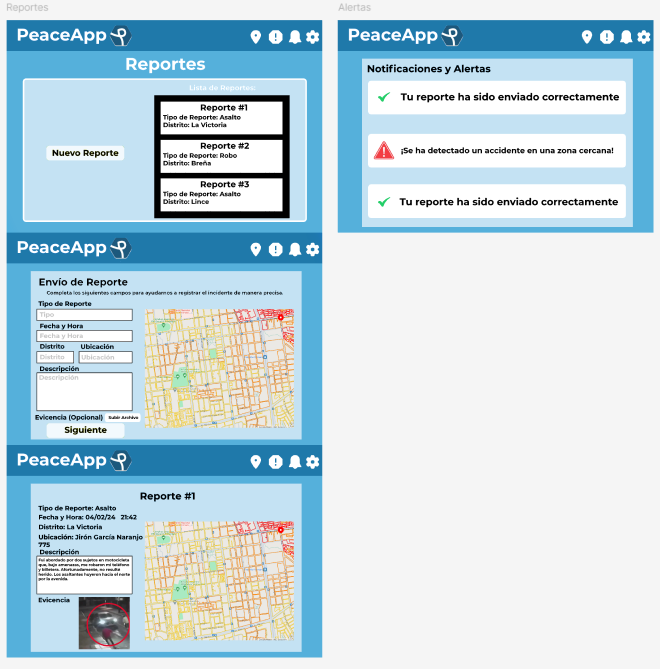 Reportes
PeaceApp
Reportes
Lista de Reportes:
Nuevo Reporte
Reporte #1
Tipo de Reporte: Asalto
Distrito: La Victoria
Reporte #2
Tipo de Reporte: Robo
Distrito: Breña
Reporte #3
Tipo de Reporte: Asalto
Distrito: Lince
PeaceApp
Envío de Reporte
Completa los siguientes campos para ayudarnos a registrar el incidente de manera precisa.
Tipo de Reporte
Tipo
Fecha y Hora
Fecha y Hora
Distrito Ubicación
Distrito Ubicación
Descripción
Descripción
Evicencia (Opcional) Subir Archivo
Siguiente
PeaceApp
Reporte #1
Tipo de Reporte: Asalto
Fecha y Hora: 04/02/24 21:42
Distrito: La Victoria
Ubicación: Jirón García Naranjo
775
Descripción
Fui abordado por dos sujetos en motocicleta
que, bajo amenazas, me robaron mi teléfono
y billetera. Afortunadamente, no resulté
herido. Los asaltantes huyeron hacia el norte
por la avenida.
Evicencia
Alertas
PeaceApp
Notificaciones y Alertas
Tu reporte ha sido enviado correctamente
¡Se ha detectado un accidente en una zona cercana!
Tu reporte ha sido enviado correctamente